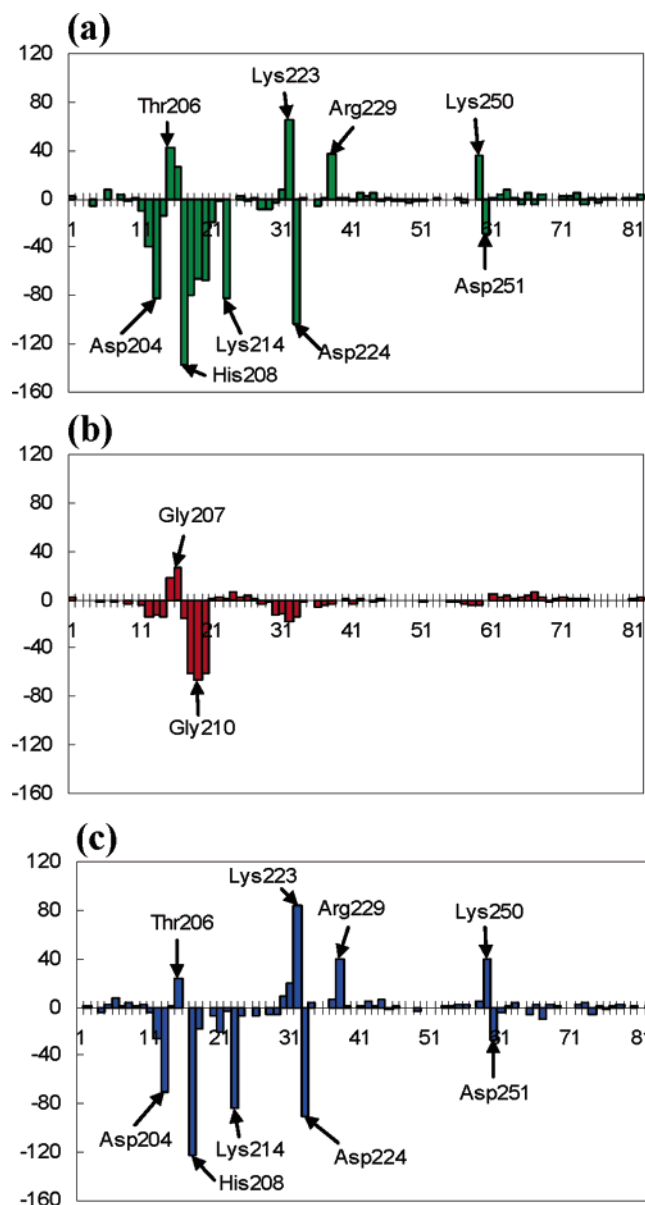 (a)
120
80
40
0
-40
-80
-120
-160
1 11 21 31 41 51 61 71 81
Thr206
Lys223
Arg229
Lys250
Asp204
His208
Lys214
Asp224
Asp251
(b)
120
80
40
0
-40
-80
-120
-160
1 11 21 31 41 51 61 71 81
Gly207
Gly210
(c)
120
80
40
0
-40
-80
-120
-160
1 11 21 31 41 51 61 71 81
Thr206
Lys223
Arg229
Lys250
Asp204
His208
Lys214
Asp224
Asp251